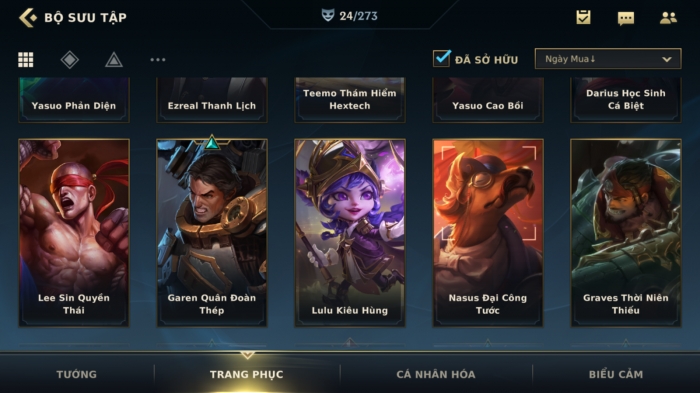 BỘ SƯU TẬP
24/273
ĐÃ SỞ HỮU
Ngày Mua↓
Yasuo Phản Diện
Ezreal Thanh Lịch
Teemo Thám Hiểm
Hextech
Yasuo Cao Bồi
Darius Học Sinh
Cá Biệt
Lee Sin Quyền
Thái
Garen Quân Đoàn
Thép
Lulu Kiêu Hùng
Nasus Đại Công
Tước
Graves Thời Niên
Thiếu
TƯỚNG
TRANG PHỤC
CÁ NHÂN HÓA
BIỂU CẢM